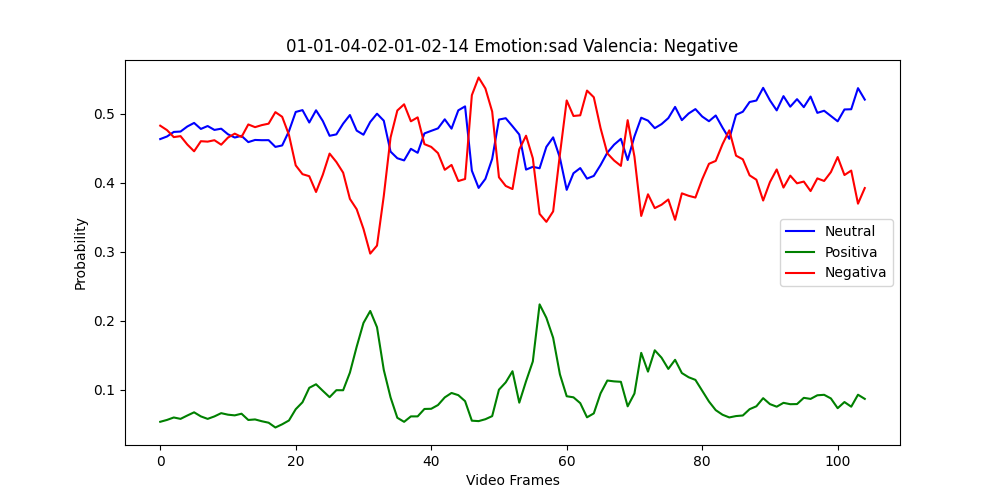 01-01-04-02-01-02-14 Emotion:sad Valencia: Negative
Probability
0.5
0.4
0.3
0.2
0.1
Neutral
Positiva
Negativa
0 20 40 60 80 100
Video Frames